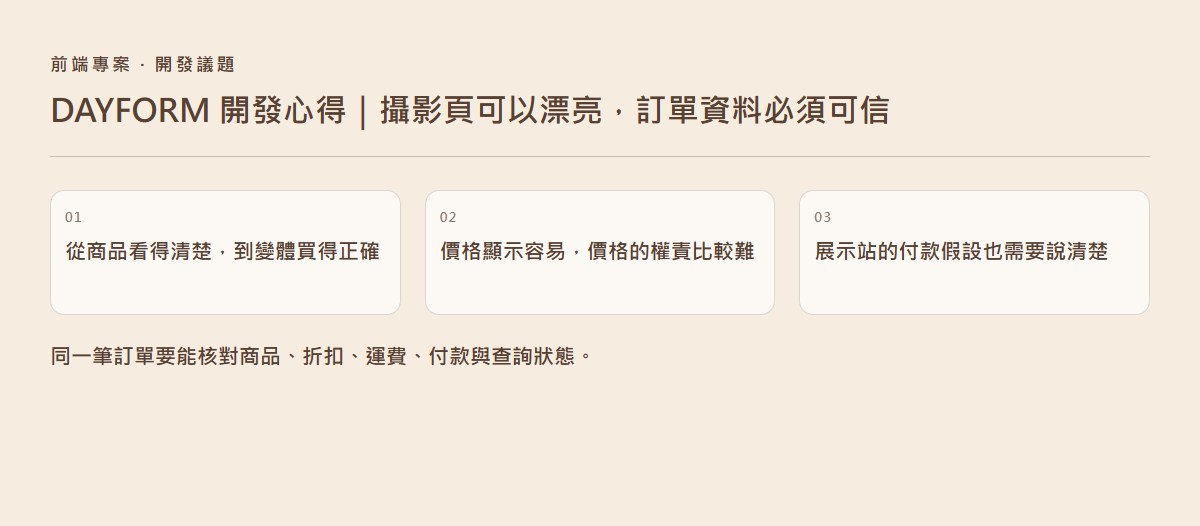 前端專案 · 開發議題
DAYFORM 開發心得｜攝影頁可以漂亮，訂單資料必須可信
01
從商品看得清楚，到變體買得正確
02
價格顯示容易，價格的權責比較難
03
展示站的付款假設也需要說清楚
同一筆訂單要能核對商品、折扣、運費、付款與查詢狀態。